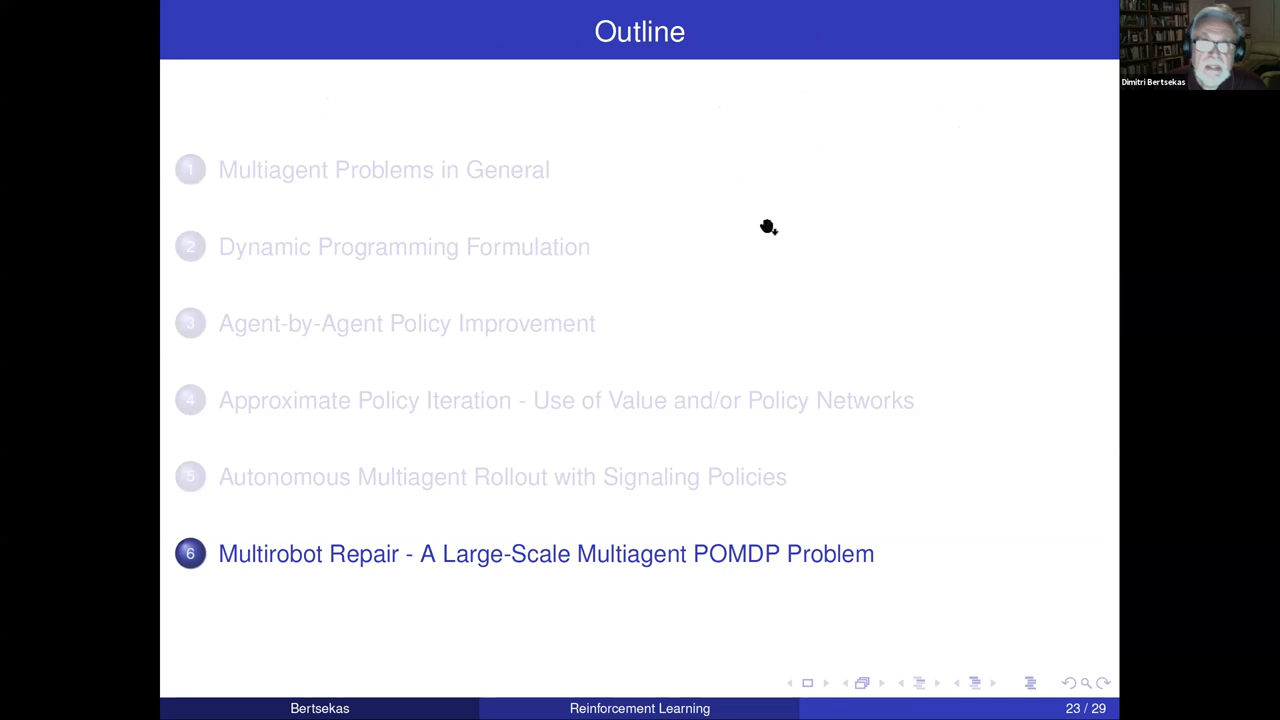 Outline
Dimitri Bertsekas
1 Multiagent Problems in General
2 Dynamic Programming Formulation
3 Agent-by-Agent Policy Improvement
4 Approximate Policy Iteration - Use of Value and/or Policy Networks
5 Autonomous Multiagent Rollout with Signaling Policies
6 Multirobot Repair - A Large-Scale Multiagent POMDP Problem
Bertsekas Reinforcement Learning 23 / 29